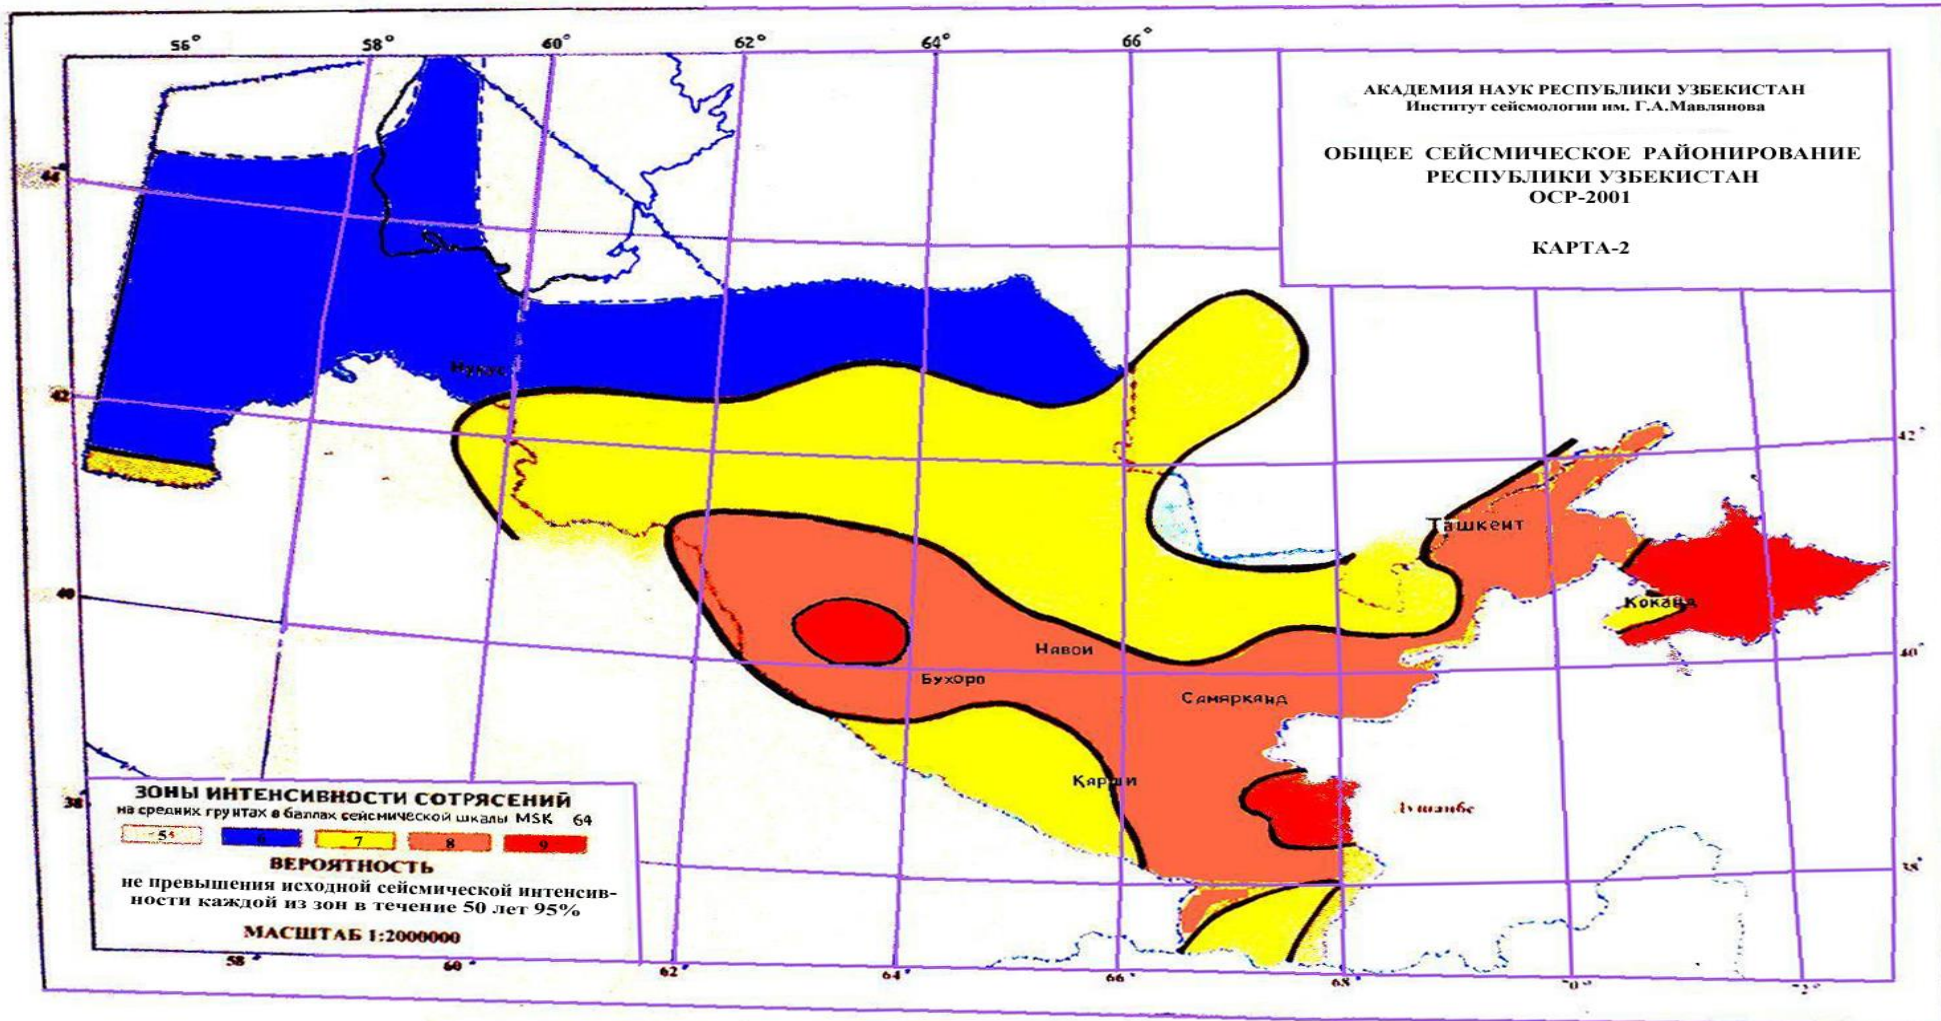 56° 58° 60° 62° 64° 66°
АКАДЕМИЯ НАУК РЕСПУБЛИКИ УЗБЕКИСТАН
Институт сейсмологии им. Г.А.Мавлянова
ОБЩЕЕ СЕЙСМИЧЕСКОЕ РАЙОНИРОВАНИЕ
РЕСПУБЛИКИ УЗБЕКИСТАН
ОСР-2001
КАРТА-2
44
Нукус
42
42°
Ташкент
40
Коканд
Навои
40°
Бухоро
Самарканд
Қарши
Душанбе
38
38°
ЗОНЫ ИНТЕНСИВНОСТИ СОТРЯСЕНИЙ
на средних грунтах в баллах сейсмической шкалы MSK 64
5 6 7 8 9
ВЕРОЯТНОСТЬ
не превышения исходной сейсмической интенсив-
ности каждой из зон в течение 50 лет 95%
МАСШТАБ 1:2000000
58° 60° 62° 64° 66° 68 70° 72°